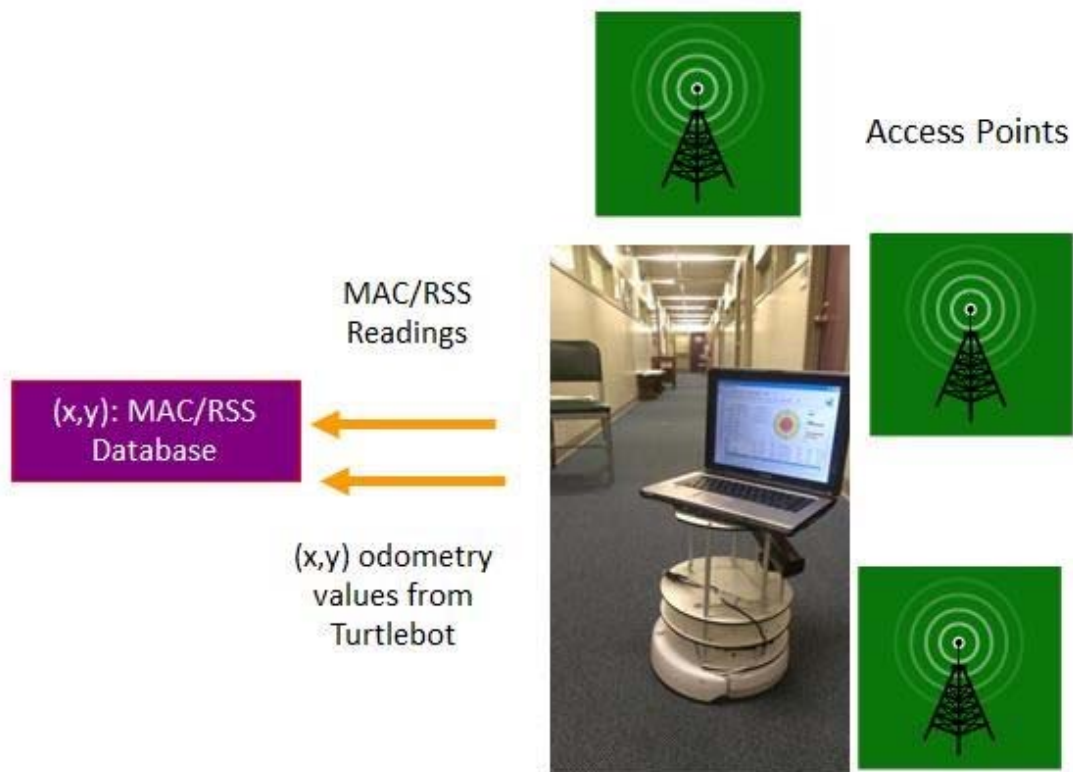 Access Points
MAC/RSS
Readings
(x,y): MAC/RSS
Database
(x,y) odometry
values from
Turtlebot